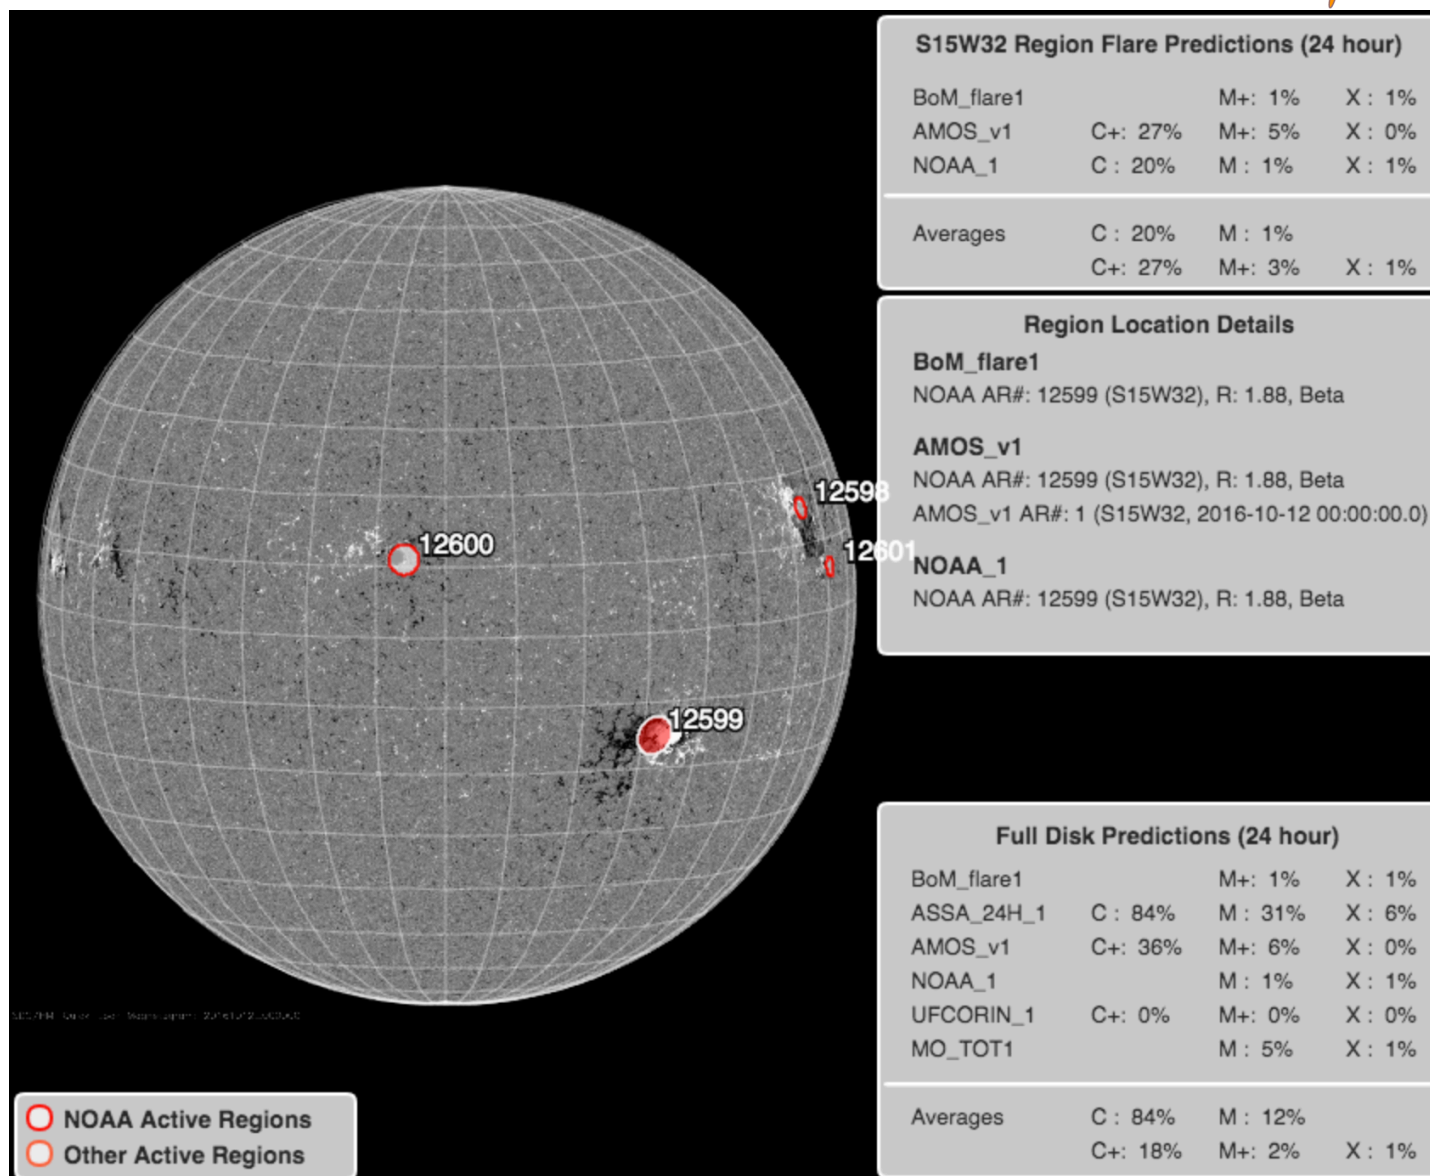 S15W32 Region Flare Predictions (24 hour)
BoM_flare1 M+: 1% X : 1%
AMOS_v1 C+: 27% M+: 5% X : 0%
NOAA_1 C : 20% M : 1% X : 1%
Averages C : 20% M : 1%
C+: 27% M+: 3% X : 1%
Region Location Details
BoM_flare1
NOAA AR#: 12599 (S15W32), R: 1.88, Beta
AMOS_v1
NOAA AR#: 12599 (S15W32), R: 1.88, Beta
AMOS_v1 AR#: 1 (S15W32, 2016-10-12 00:00:00.0)
NOAA_1
NOAA AR#: 12599 (S15W32), R: 1.88, Beta
12598
12600
12601
12599
Full Disk Predictions (24 hour)
BoM_flare1 M+: 1% X : 1%
ASSA_24H_1 C : 84% M : 31% X : 6%
AMOS_v1 C+: 36% M+: 6% X : 0%
NOAA_1 M : 1% X : 1%
UFCORIN_1 C+: 0% M+: 0% X : 0%
MO_TOT1 M : 5% X : 1%
Averages C : 84% M : 12%
C+: 18% M+: 2% X : 1%
NOAA Active Regions
Other Active Regions